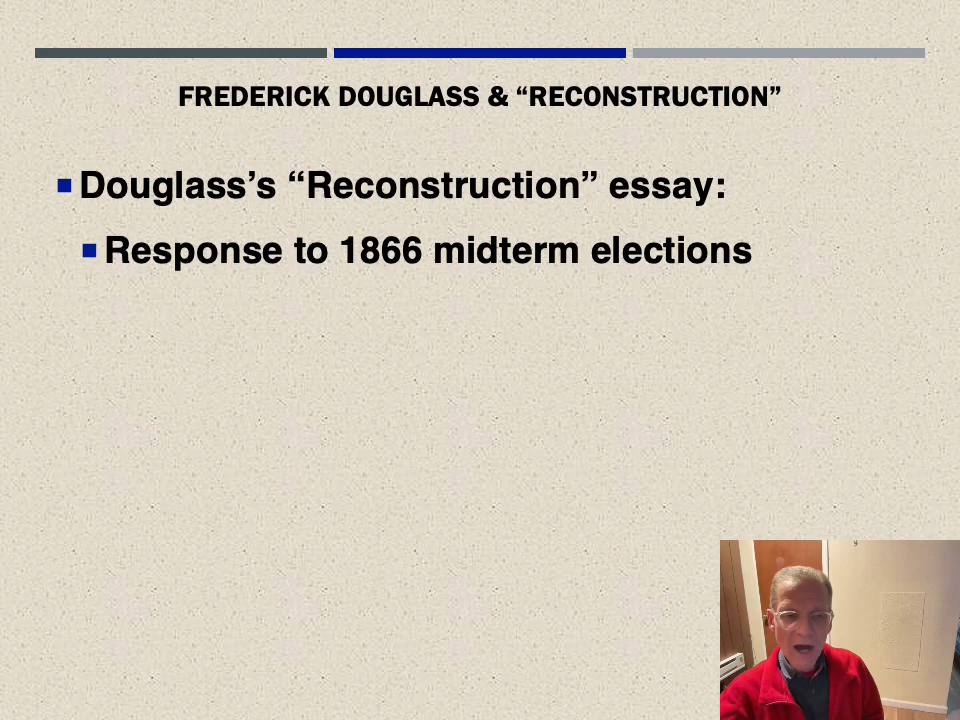 FREDERICK DOUGLASS & “RECONSTRUCTION”
Douglass’s “Reconstruction” essay:
Response to 1866 midterm elections